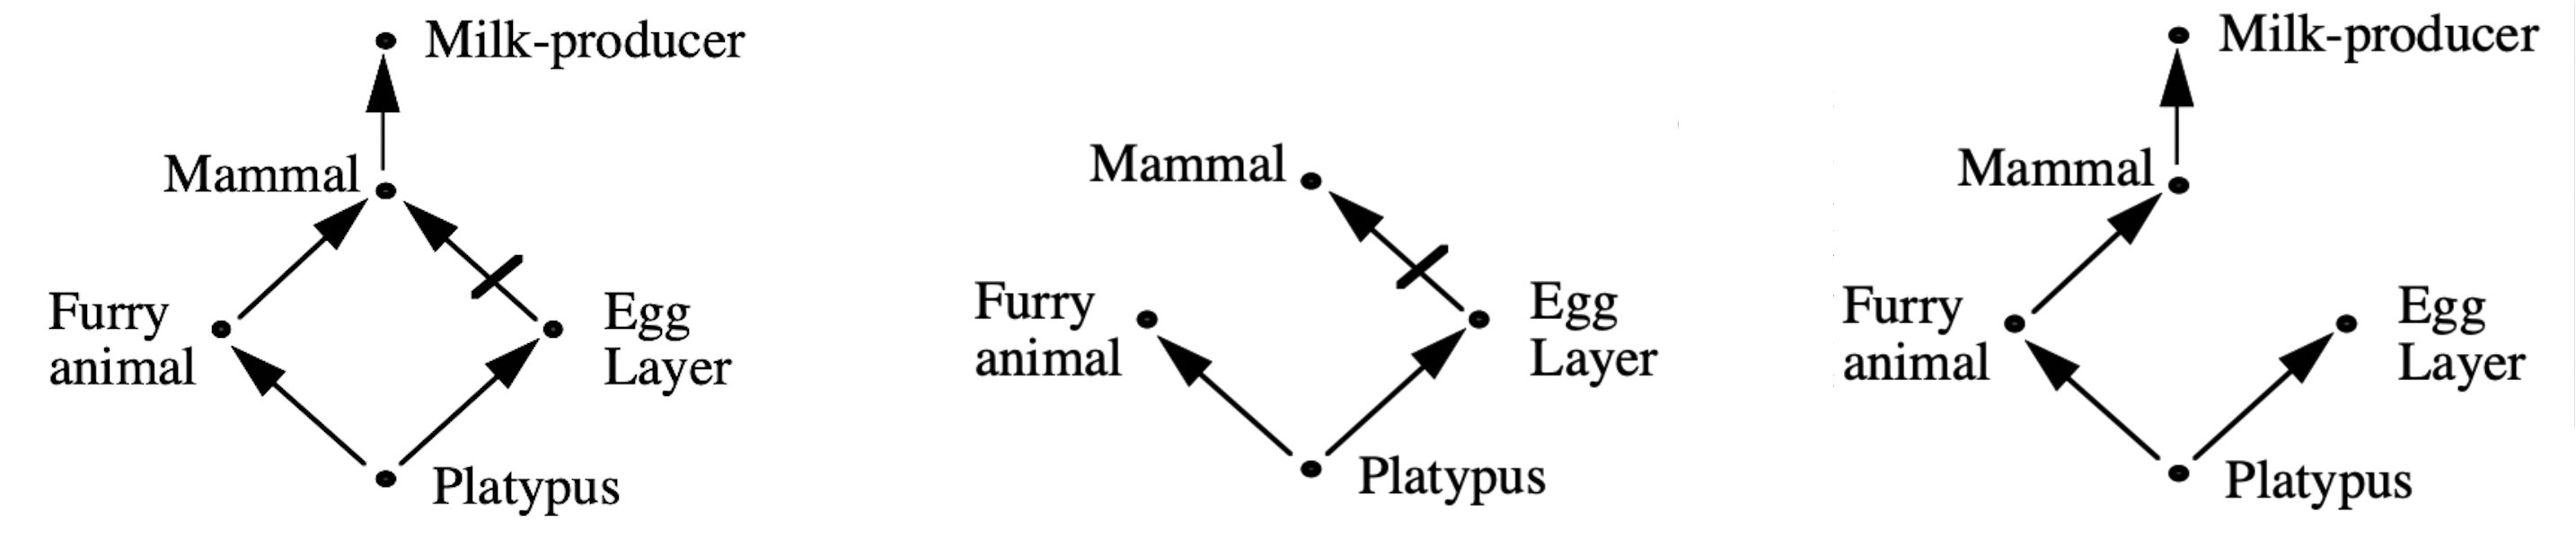 Milk-producer
Mammal
Furry
animal
Egg
Layer
Platypus
Mammal
Furry
animal
Egg
Layer
Platypus
Milk-producer
Mammal
Furry
animal
Egg
Layer
Platypus